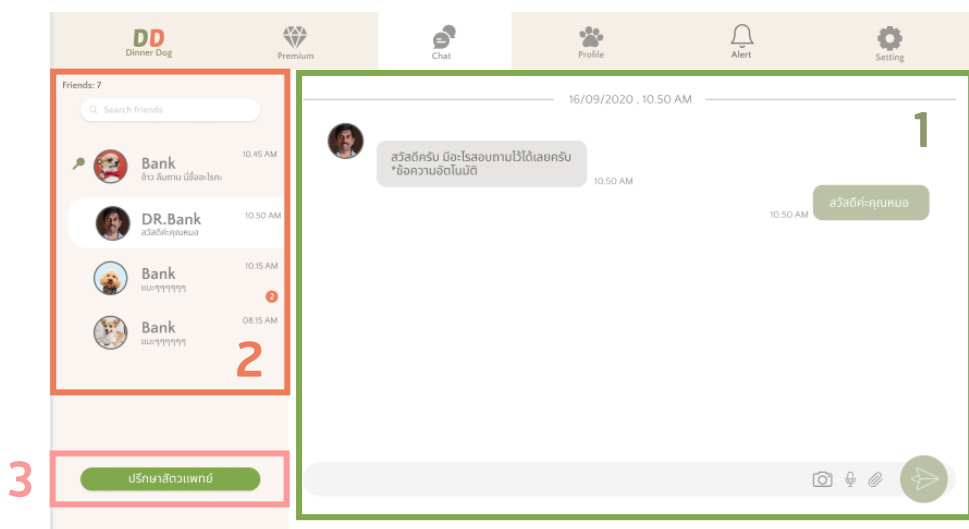 DD
Dinner Dog
Premium
Chat
Profile
Alert
Setting
Friends: 7
Search friends
Bank
10:45 AM
อ้าว ลืมถาม นี่ชื่ออะไรคะ
DR.Bank
10.50 AM
สวัสดีค่ะคุณหมอ
Bank
10:15 AM
แบะๆๆๆๆๆๆ
2
Bank
08.15 AM
แบะๆๆๆๆๆๆ
2
3
ปรึกษาสัตวแพทย์
16/09/2020 , 10.50 AM
1
สวัสดีครับ มีอะไรสอบถามไว้ได้เลยครับ
*ข้อความอัตโนมัติ
10.50 AM
สวัสดีค่ะคุณหมอ
10.50 AM